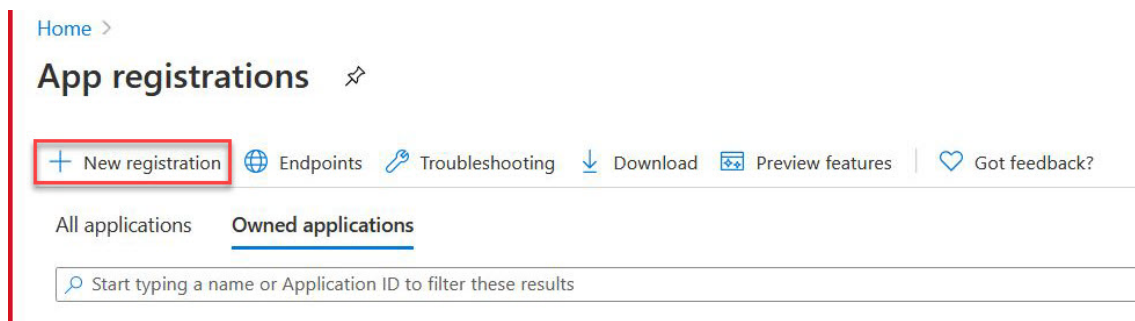 Home >
App registrations
New registration Endpoints Troubleshooting Download Preview features Got feedback?
All applications Owned applications
Start typing a name or Application ID to filter these results